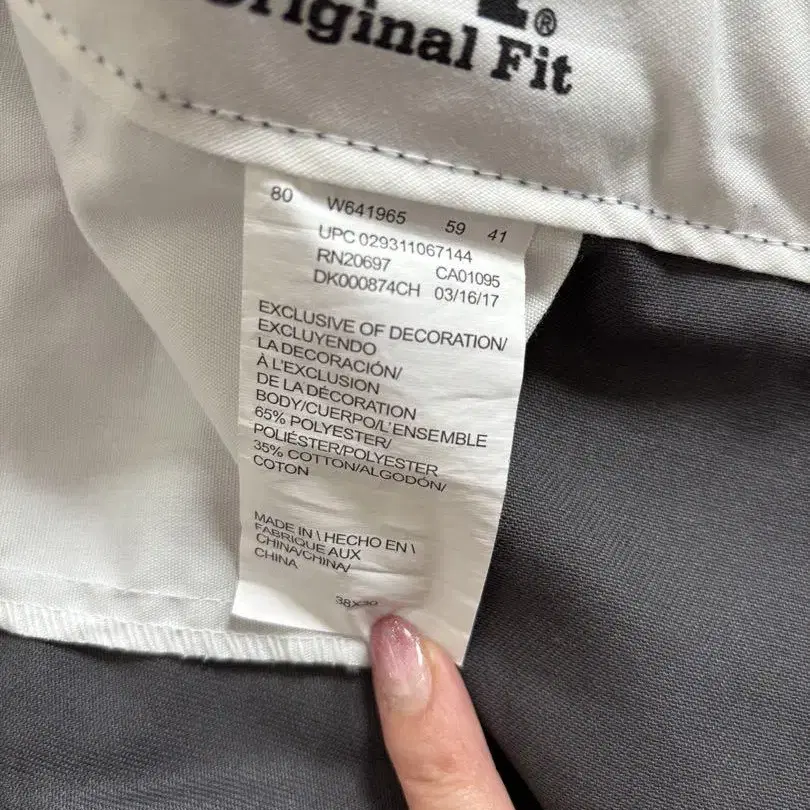 Original Fit
®
80 W641965 59 41
UPC 029311067144
RN20697 CA01095
DK000874CH 03/16/17
EXCLUSIVE OF DECORATION/
EXCLUYENDO
LA DECORACIÓN/
À L'EXCLUSION
DE LA DÉCORATION
BODY/CUERPO/L'ENSEMBLE
65% POLYESTER/
POLIÉSTER/POLYESTER
35% COTTON/ALGODÓN/
COTON
MADE IN \ HECHO EN \
FABRIQUE AUX
CHINA/CHINA/
CHINA
38X30